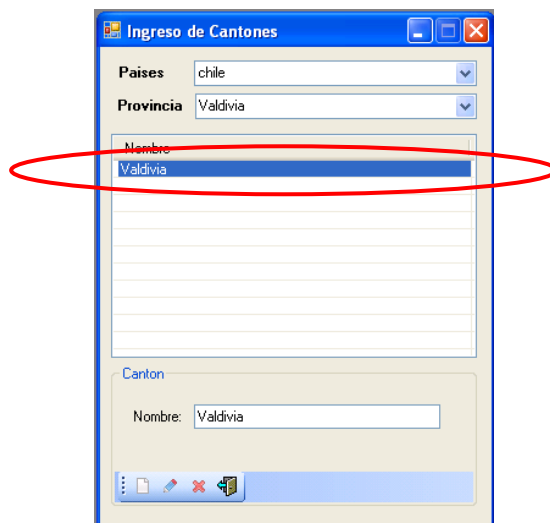 Ingreso de Cantones
Paises chile
Provincia Valdivia
Nombre
Valdivia
Canton
Nombre: Valdivia